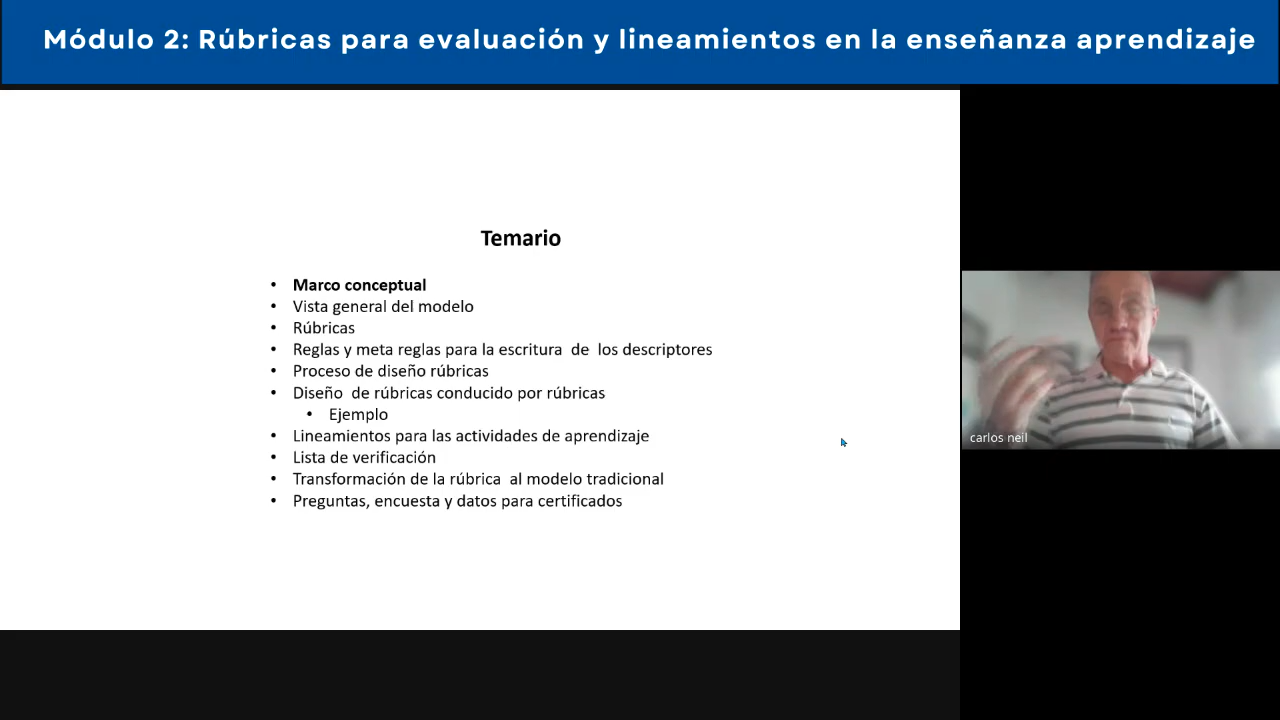 Módulo 2: Rúbricas para evaluación y lineamientos en la enseñanza aprendizaje
Temario
• Marco conceptual
• Vista general del modelo
• Rúbricas
• Reglas y meta reglas para la escritura  de  los descriptores
• Proceso de diseño rúbricas
• Diseño  de rúbricas conducido por rúbricas
• Ejemplo
• Lineamientos para las actividades de aprendizaje
• Lista de verificación
• Transformación de la rúbrica  al modelo tradicional
• Preguntas, encuesta y datos para certificados
carlos neil